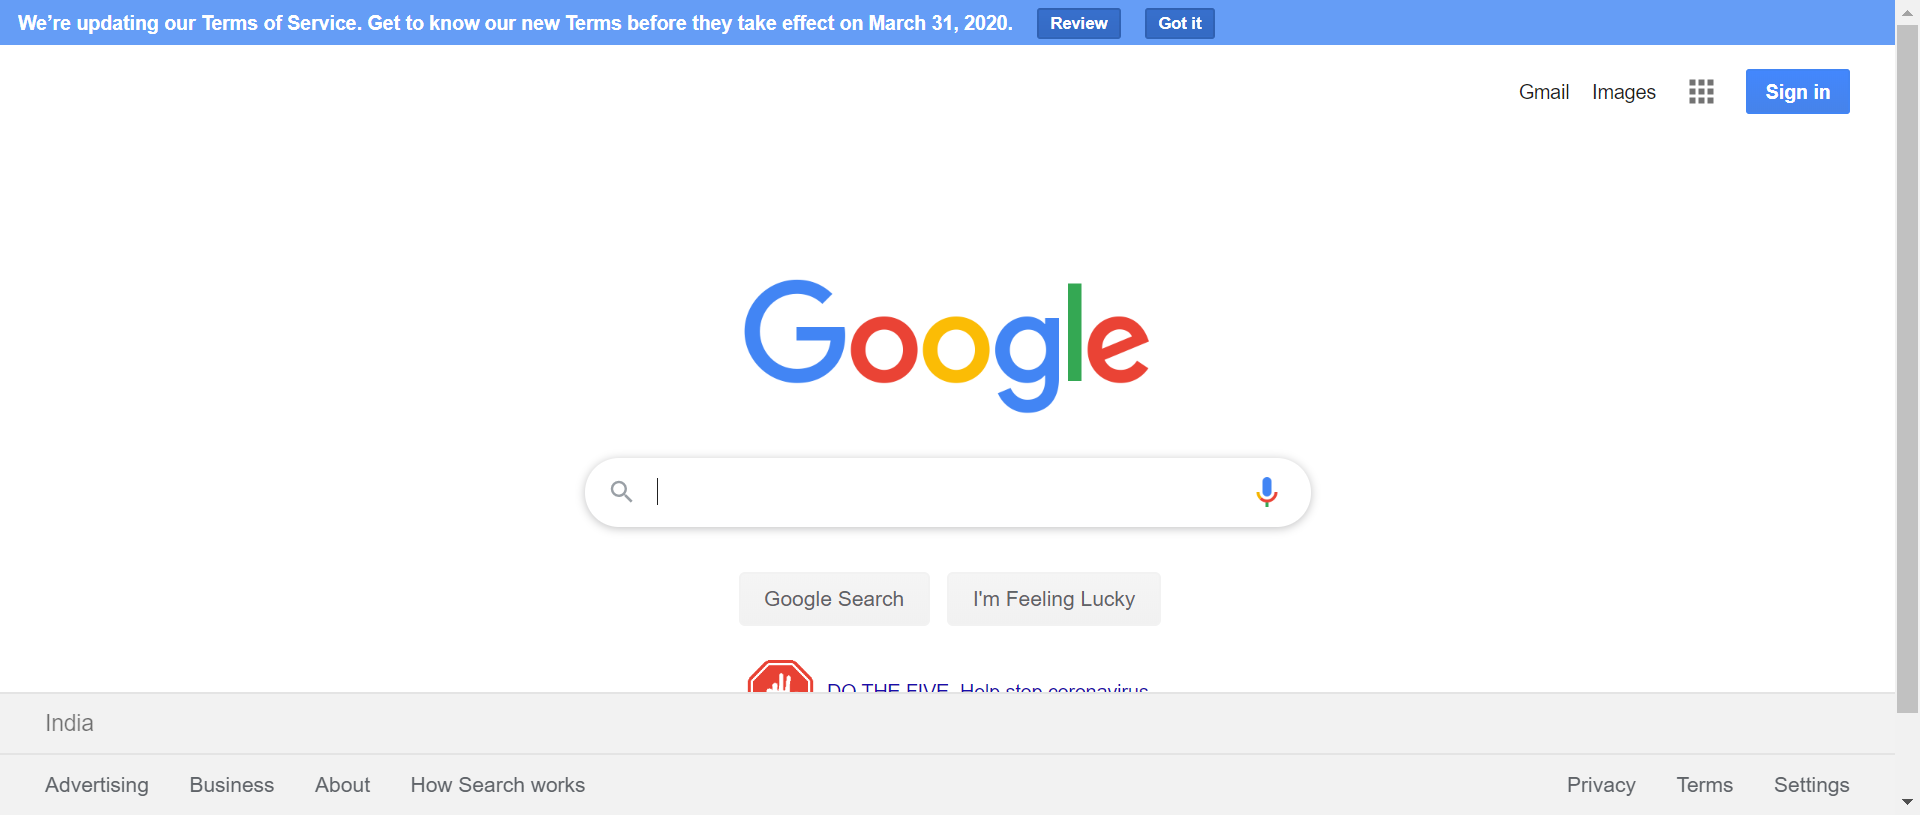 We’re updating our Terms of Service. Get to know our new Terms before they take effect on March 31, 2020. Review Got it
Gmail Images Sign in
Google
Google Search I'm Feeling Lucky
DO THE FIVE. Help stop coronavirus
India
Advertising Business About How Search works Privacy Terms Settings